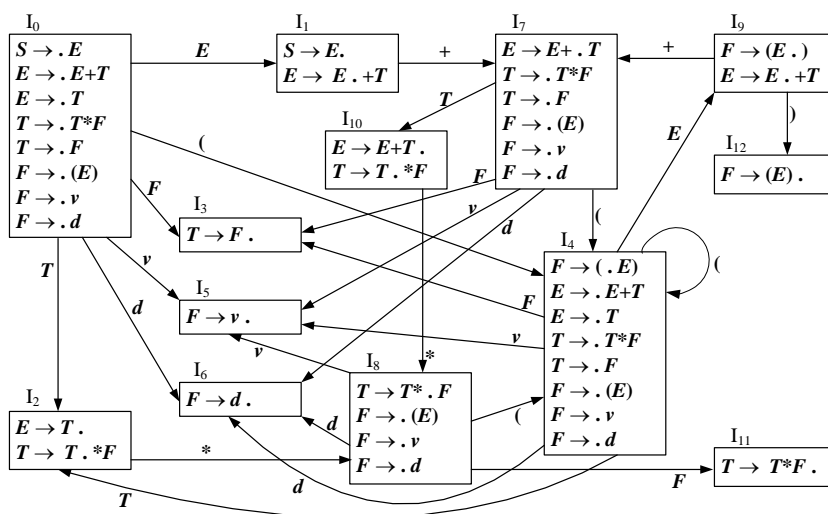 I0
S → . E
E → . E+T
E → . T
T → . T*F
T → . F
F → . (E)
F → . v
F → . d
E
I1
S → E.
E → E . +T
+
I7
E → E+ . T
T → . T*F
T → . F
F → . (E)
F → . v
F → . d
+
I9
F → (E . )
E → E . +T
)
I12
F → (E) .
T
I10
E → E+T .
T → T . *F
(
F
F
I3
T → F .
v
d
(
E
I4
F → ( . E)
E → . E+T
E → . T
T → . T*F
T → . F
F → . (E)
F → . v
F → . d
(
T
v
d
I5
F → v .
F
v
v
*
I6
F → d .
I8
T → T* . F
F → . (E)
F → . v
F → . d
d
(
I2
E → T .
T → T . *F
*
F
I11
T → T*F .
T
d